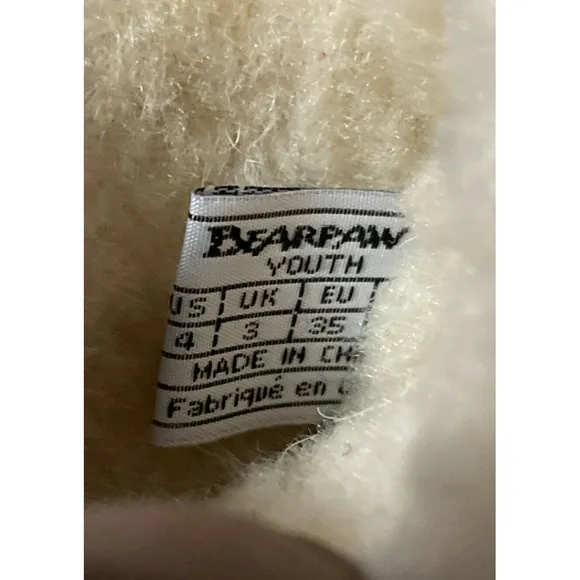 BEARPAW
YOUTH
US UK EU
4 3 35
MADE IN CH
Fabriqué en C